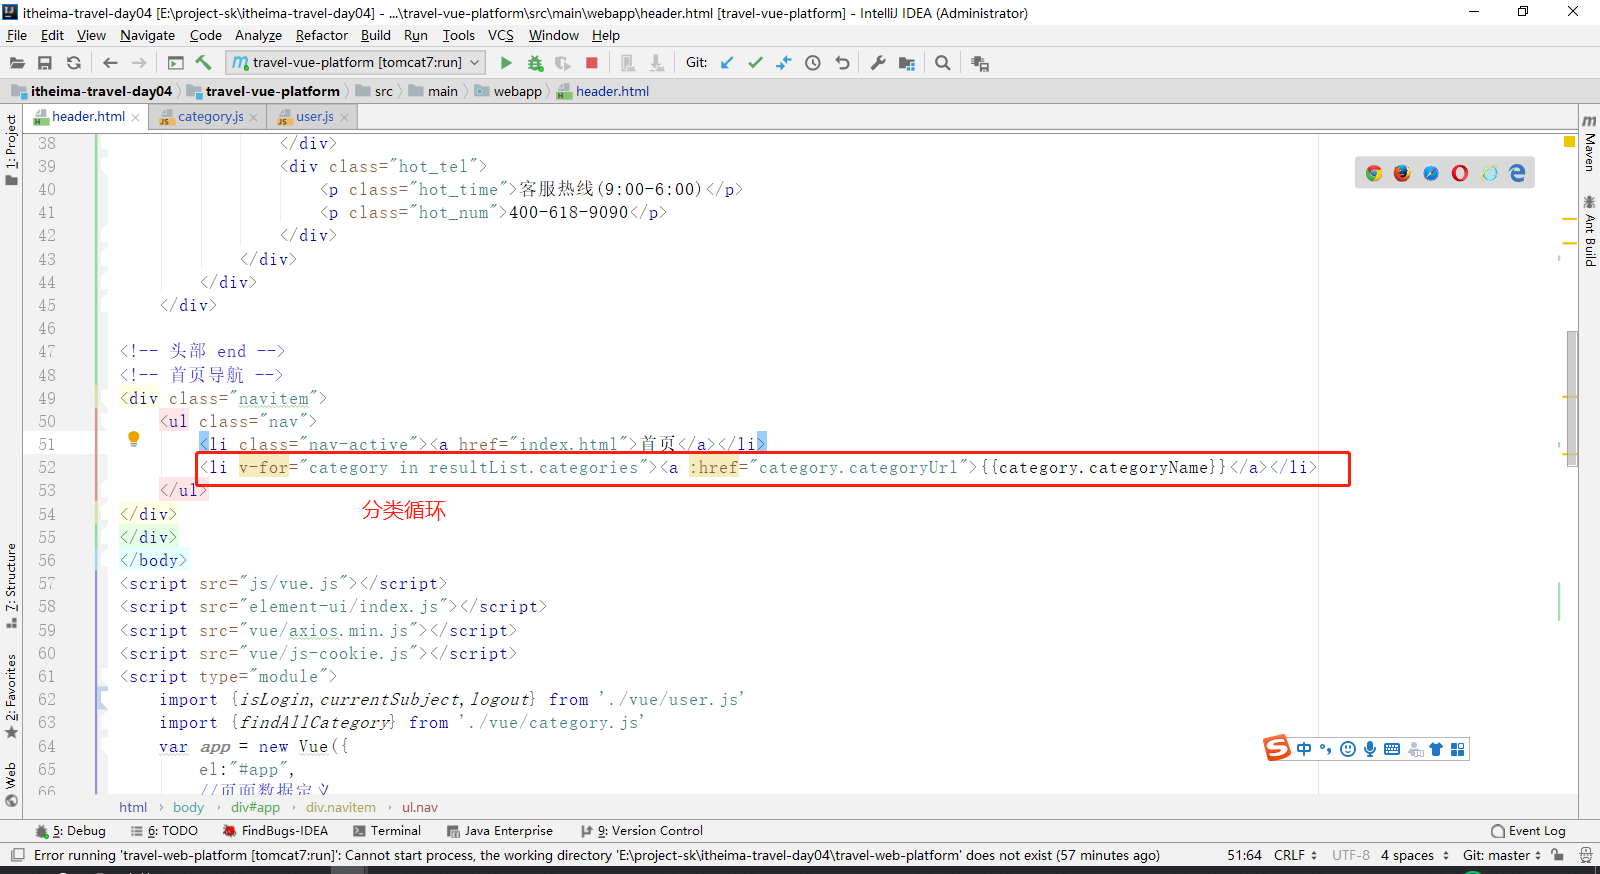 itheima-travel-day04 [E:\project-sk\itheima-travel-day04] - ...\travel-vue-platform\src\main\webapp\header.html [travel-vue-platform] - IntelliJ IDEA (Administrator)
File Edit View Navigate Code Analyze Refactor Build Run Tools VCS Window Help
travel-vue-platform [tomcat7:run] Git:
itheima-travel-day04 travel-vue-platform src main webapp header.html
header.html category.js user.js
1: Project
7: Structure
2: Favorites
Web
Maven
Ant Build
38 </div>
39 <div class="hot_tel">
40 <p class="hot_time">客服热线(9:00-6:00)</p>
41 <p class="hot_num">400-618-9090</p>
42 </div>
43 </div>
44 </div>
45 </div>
46
47 <!-- 头部 end -->
48 <!-- 首页导航 -->
49 <div class="navitem">
50 <ul class="nav">
51 <li class="nav-active"><a href="index.html">首页</a></li>
52 <li v-for="category in resultList.categories"><a :href="category.categoryUrl">{{category.categoryName}}</a></li>
53 </ul>
分类循环
54 </div>
55 </div>
56 </body>
57 <script src="js/vue.js"></script>
58 <script src="element-ui/index.js"></script>
59 <script src="vue/axios.min.js"></script>
60 <script src="vue/js-cookie.js"></script>
61 <script type="module">
62 import {isLogin,currentSubject,logout} from './vue/user.js'
63 import {findAllCategory} from './vue/category.js'
64 var app = new Vue({
65 el:"#app",
66 //页面数据定义
中
html body div#app div.navitem ul.nav
5: Debug 6: TODO FindBugs-IDEA Terminal Java Enterprise 9: Version Control Event Log
Error running 'travel-web-platform [tomcat7:run]': Cannot start process, the working directory 'E:\project-sk\itheima-travel-day04\travel-web-platform' does not exist (57 minutes ago) 51:64 CRLF UTF-8 4 spaces Git: master